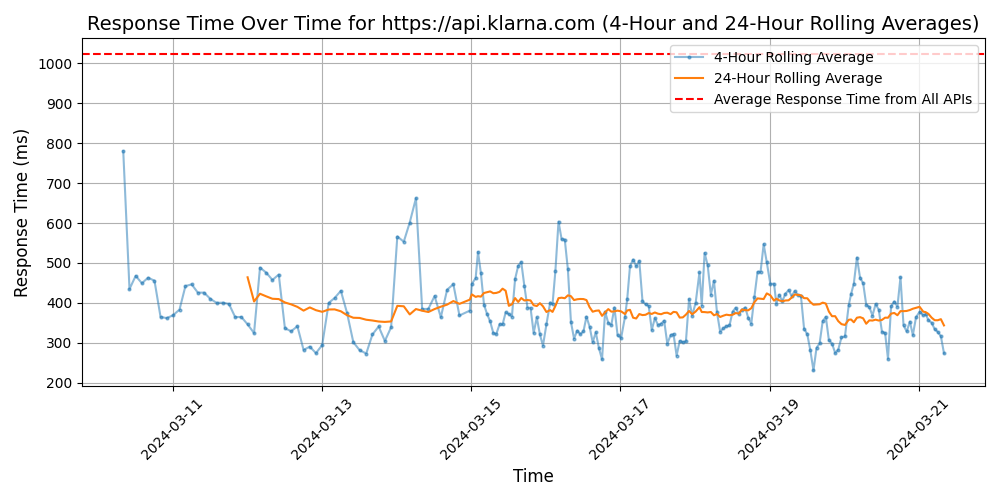 Response Time Over Time for https://api.klarna.com (4-Hour and 24-Hour Rolling Averages)
4-Hour Rolling Average
24-Hour Rolling Average
Average Response Time from All APIs
Response Time (ms)
1000
900
800
700
600
500
400
300
200
2024-03-11
2024-03-13
2024-03-15
2024-03-17
2024-03-19
2024-03-21
Time